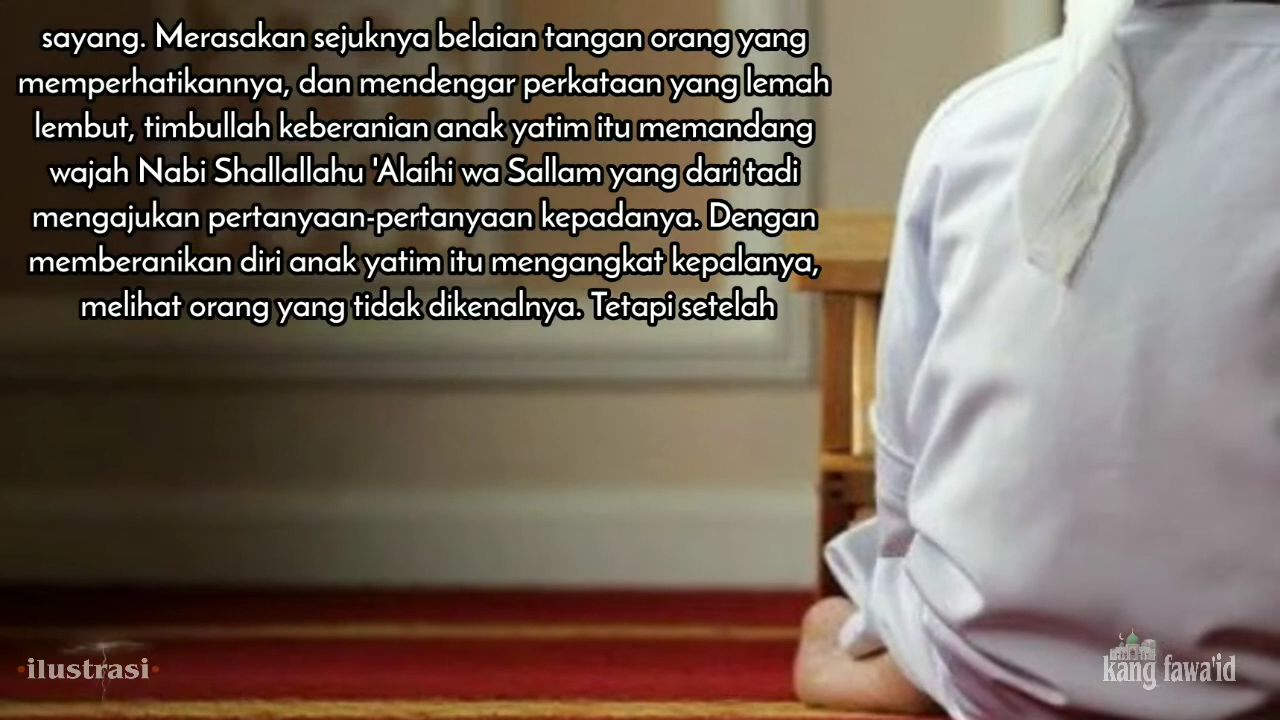 sayang. Merasakan sejuknya belaian tangan orang yang
memperhatikannya, dan mendengar perkataan yang lemah
lembut, timbullah keberanian anak yatim itu memandang
wajah Nabi Shallallahu 'Alaihi wa Sallam yang dari tadi
mengajukan pertanyaan-pertanyaan kepadanya. Dengan
memberanikan diri anak yatim itu mengangkat kepalanya,
melihat orang yang tidak dikenalnya. Tetapi setelah
•ilustrasi•
kang fawa'id